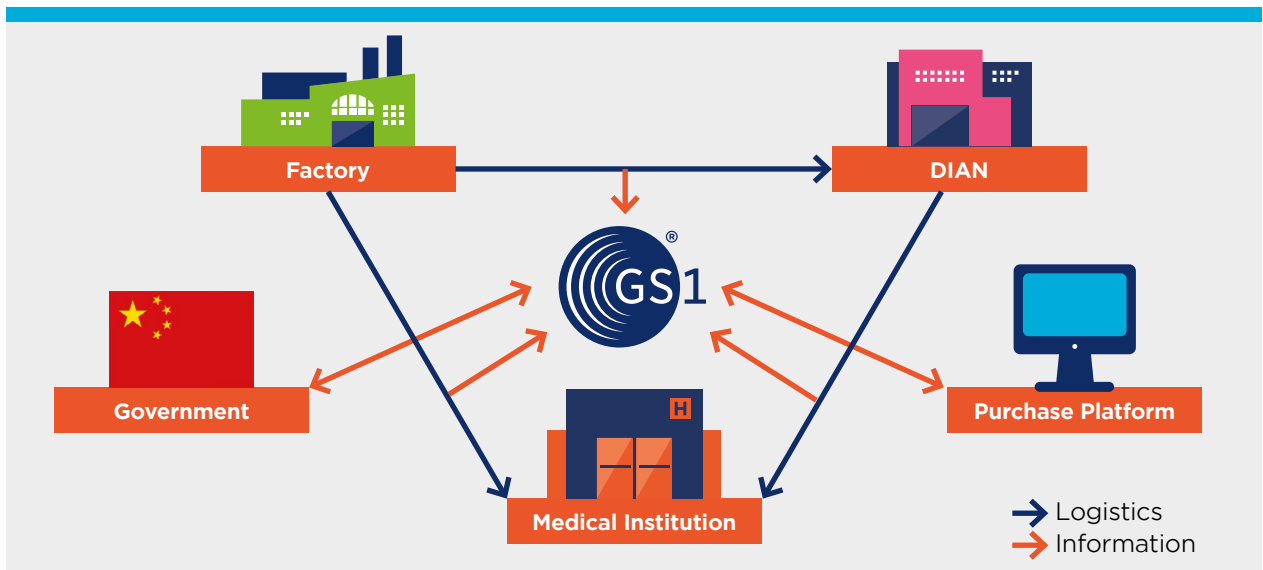 Factory
DIAN
®
GS1
Government
H
Purchase Platform
Medical Institution
Logistics
Information